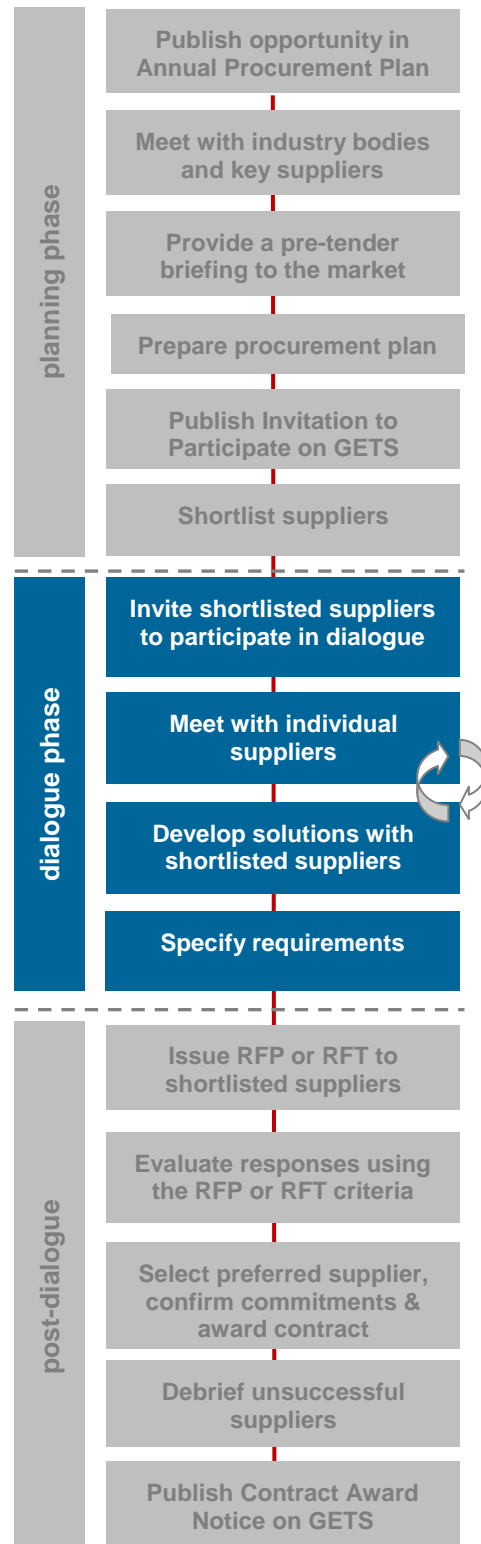 planning phase
Publish opportunity in
Annual Procurement Plan
Meet with industry bodies
and key suppliers
Provide a pre-tender
briefing to the market
Prepare procurement plan
Publish Invitation to
Participate on GETS
Shortlist suppliers
dialogue phase
Invite shortlisted suppliers
to participate in dialogue
Meet with individual
suppliers
Develop solutions with
shortlisted suppliers
Specify requirements
post-dialogue
Issue RFP or RFT to
shortlisted suppliers
Evaluate responses using
the RFP or RFT criteria
Select preferred supplier,
confirm commitments &
award contract
Debrief unsuccessful
suppliers
Publish Contract Award
Notice on GETS